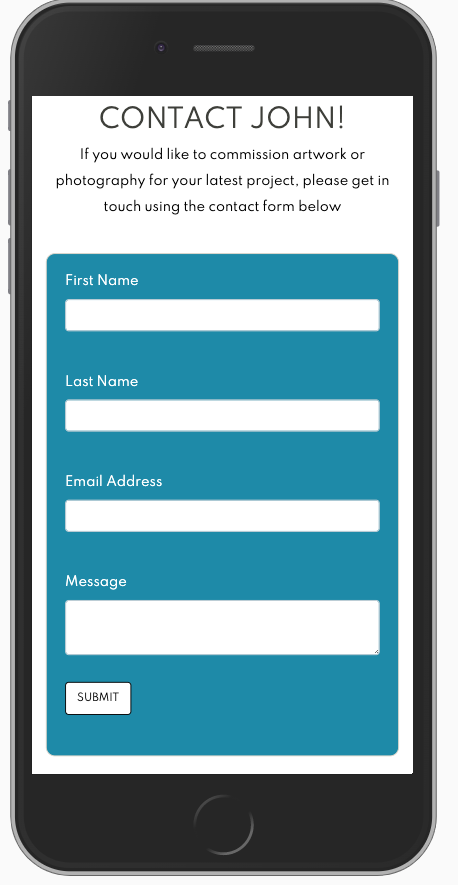 CONTACT JOHN!
If you would like to commission artwork or
photography for your latest project, please get in
touch using the contact form below
First Name
Last Name
Email Address
Message
SUBMIT